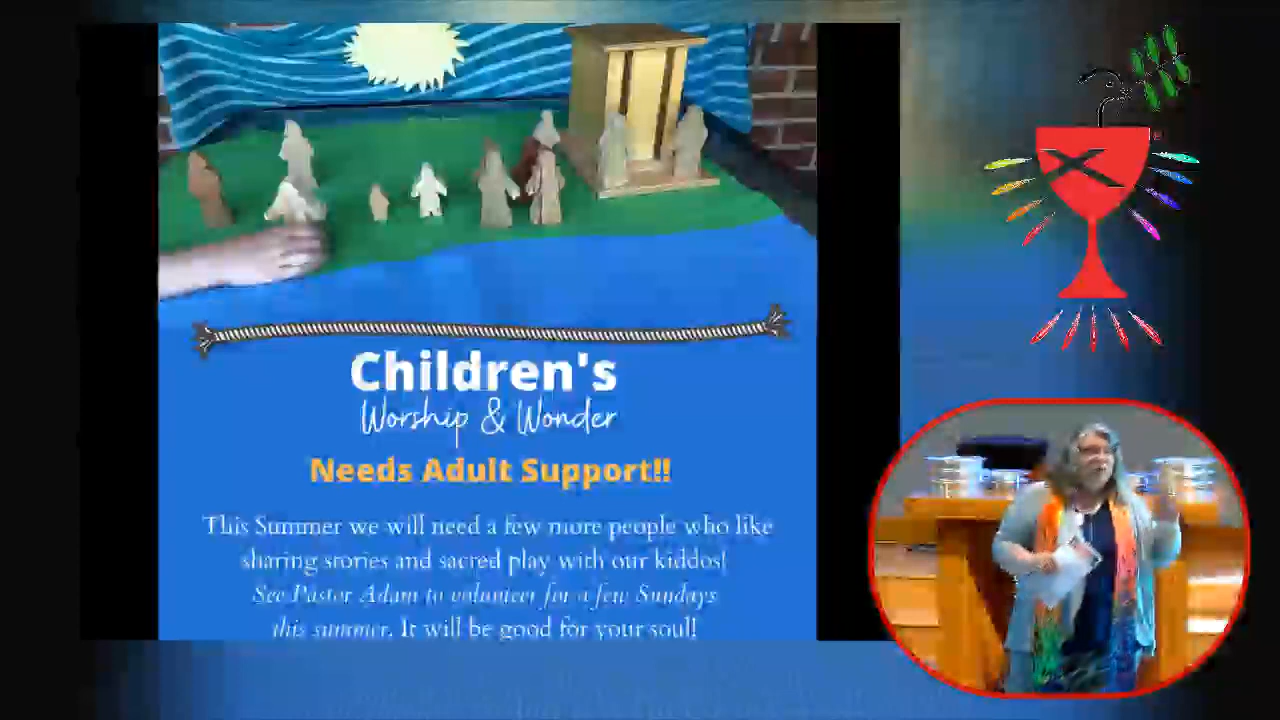 Children's
Worship & Wonder
Needs Adult Support!!
This Summer we will need a few more people who like
sharing stories and sacred play with our kiddos!
See Pastor Adam to volunteer for a few Sundays
this summer. It will be good for your soul!